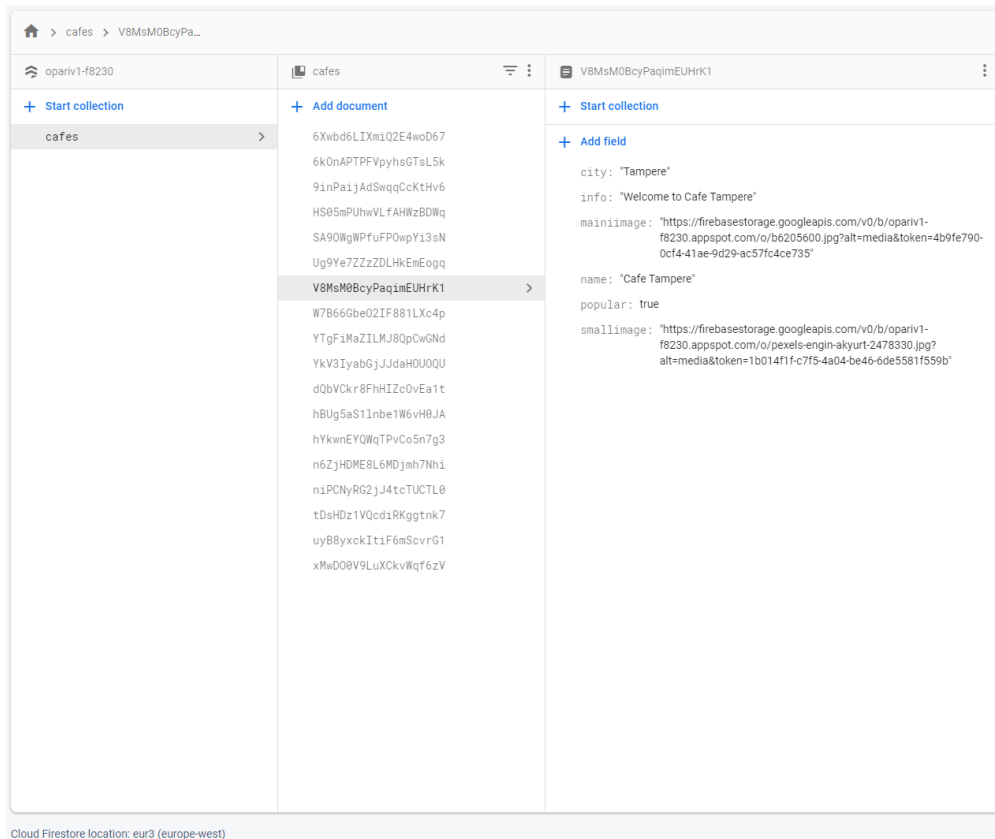 cafes
V8MsM0BcyPa...
opariv1-f8230
cafes
V8MsM0BcyPaqimEUHrK1
Start collection
Add document
Start collection
cafes
6Xwbd6LIXmiQ2E4woD67
6kOnAPTPFVpyhsGTsL5k
9inPaijAdSwqqCcKtHv6
HS05mPUhwVLfAHWzBDWq
SA9OWgWPfuFPOwpYi3sN
Ug9Ye7ZZzZDLHkEmEogq
V8MsM0BcyPaqimEUHrK1
W7B66GbeO2IF881LXc4p
YTgFiMaZILMJ8QpCwGNd
YkV3IyabGjJJdaHOUOQU
dQbVCkr8FhHIZcOvEa1t
hBUg5aS1lnbe1W6vH0JA
hYkwnEYQWqTPvCo5n7g3
n6ZjHDME8L6MDjmh7Nhi
niPCNyRG2jJ4tcTUCTL0
tDsHDz1VQcdiRKggtnk7
uyB8yxckItiF6mScvrG1
xMwDO0V9LuXCkvWqf6zV
Add field
city: "Tampere"
info: "Welcome to Cafe Tampere"
mainiimage: "https://firebasestorage.googleapis.com/v0/b/opariv1-
f8230.appspot.com/o/b6205600.jpg?alt=media&token=4b9fe790-
0cf4-41ae-9d29-ac57fc4ce735"
name: "Cafe Tampere"
popular: true
smallimage: "https://firebasestorage.googleapis.com/v0/b/opariv1-
f8230.appspot.com/o/pexels-engin-akyurt-2478330.jpg?
alt=media&token=1b014f1f-c7f5-4a04-be46-6de5581f559b"
Cloud Firestore location: eur3 (europe-west)